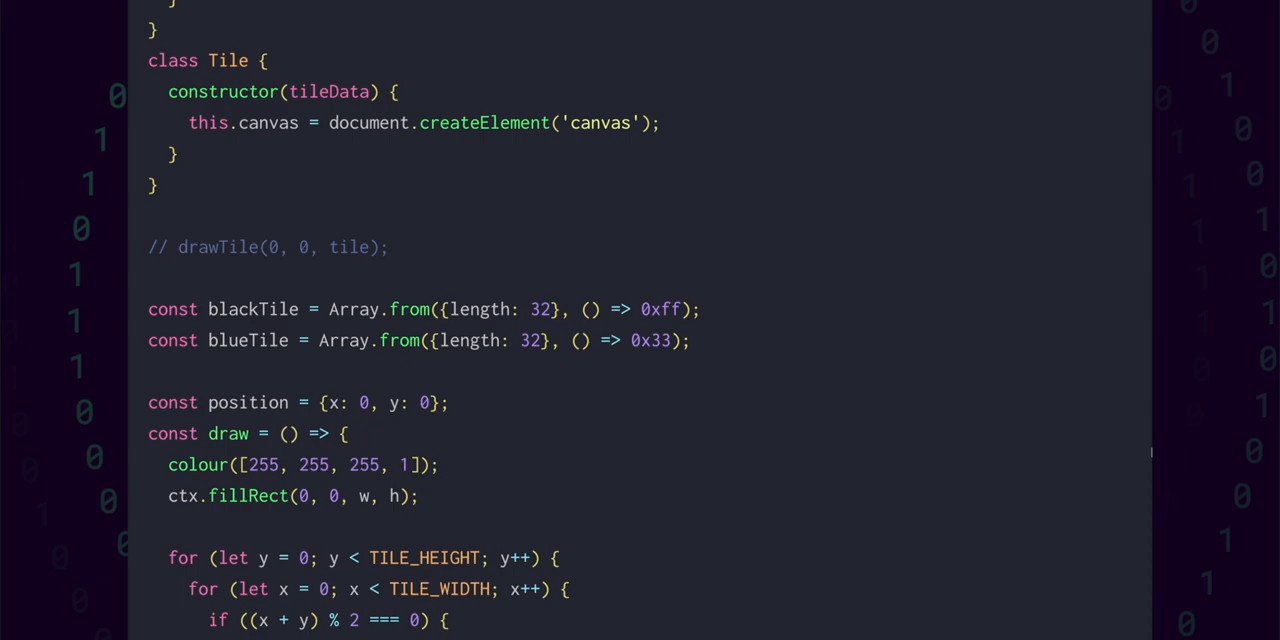 }
}
class Tile {
  constructor(tileData) {
    this.canvas = document.createElement('canvas');
  }
}

// drawTile(0, 0, tile);

const blackTile = Array.from({length: 32}, () => 0xff);
const blueTile = Array.from({length: 32}, () => 0x33);

const position = {x: 0, y: 0};
const draw = () => {
  colour([255, 255, 255, 1]);
  ctx.fillRect(0, 0, w, h);

  for (let y = 0; y < TILE_HEIGHT; y++) {
    for (let x = 0; x < TILE_WIDTH; x++) {
      if ((x + y) % 2 === 0) {